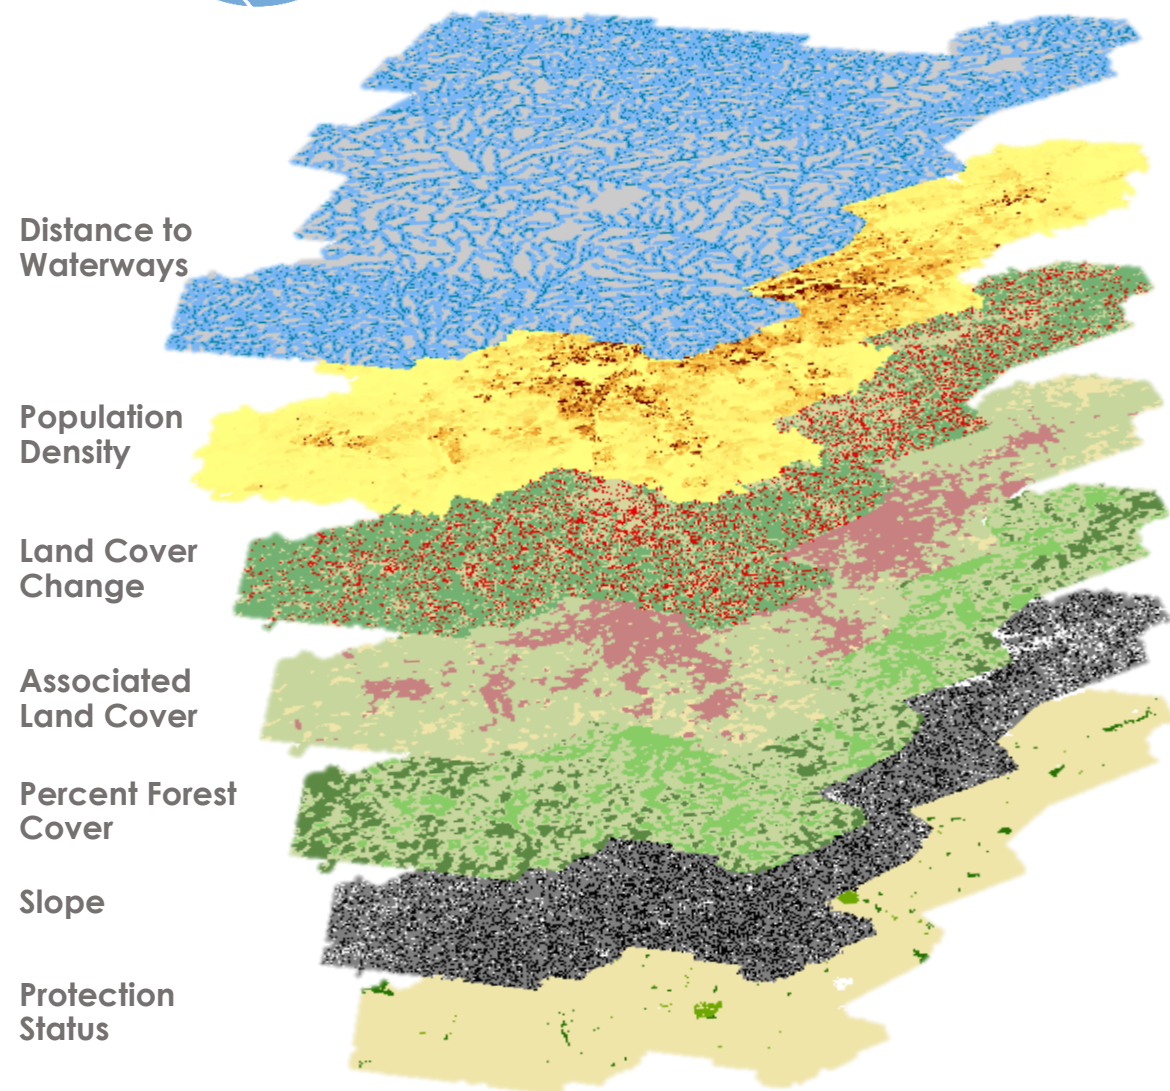 Distance to
Waterways
Population
Density
Land Cover
Change
Associated
Land Cover
Percent Forest
Cover
Slope
Protection
Status